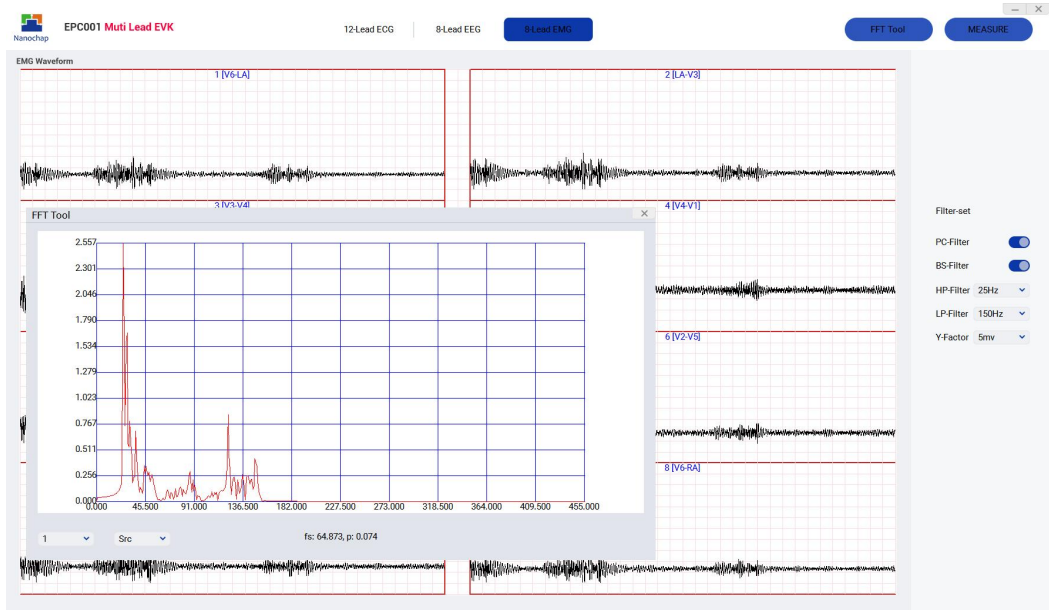 Nanochap
EPC001 Muti Lead EVK
12-Lead ECG
8-Lead EEG
8-Lead EMG
FFT Tool
MEASURE
EMG Waveform
1 [V6-LA]
2 [LA-V3]
3 [V3-V4]
4 [V4-V1]
6 [V2-V5]
8 [V6-RA]
FFT Tool
2.557
2.301
2.046
1.790
1.534
1.279
1.023
0.767
0.511
0.256
0.000
0.000 45.500 91.000 136.500 182.000 227.500 273.000 318.500 364.000 409.500 455.000
1
Src
fs: 64.873, p: 0.074
Filter-set
PC-Filter
BS-Filter
HP-Filter 25Hz
LP-Filter 150Hz
Y-Factor 5mv